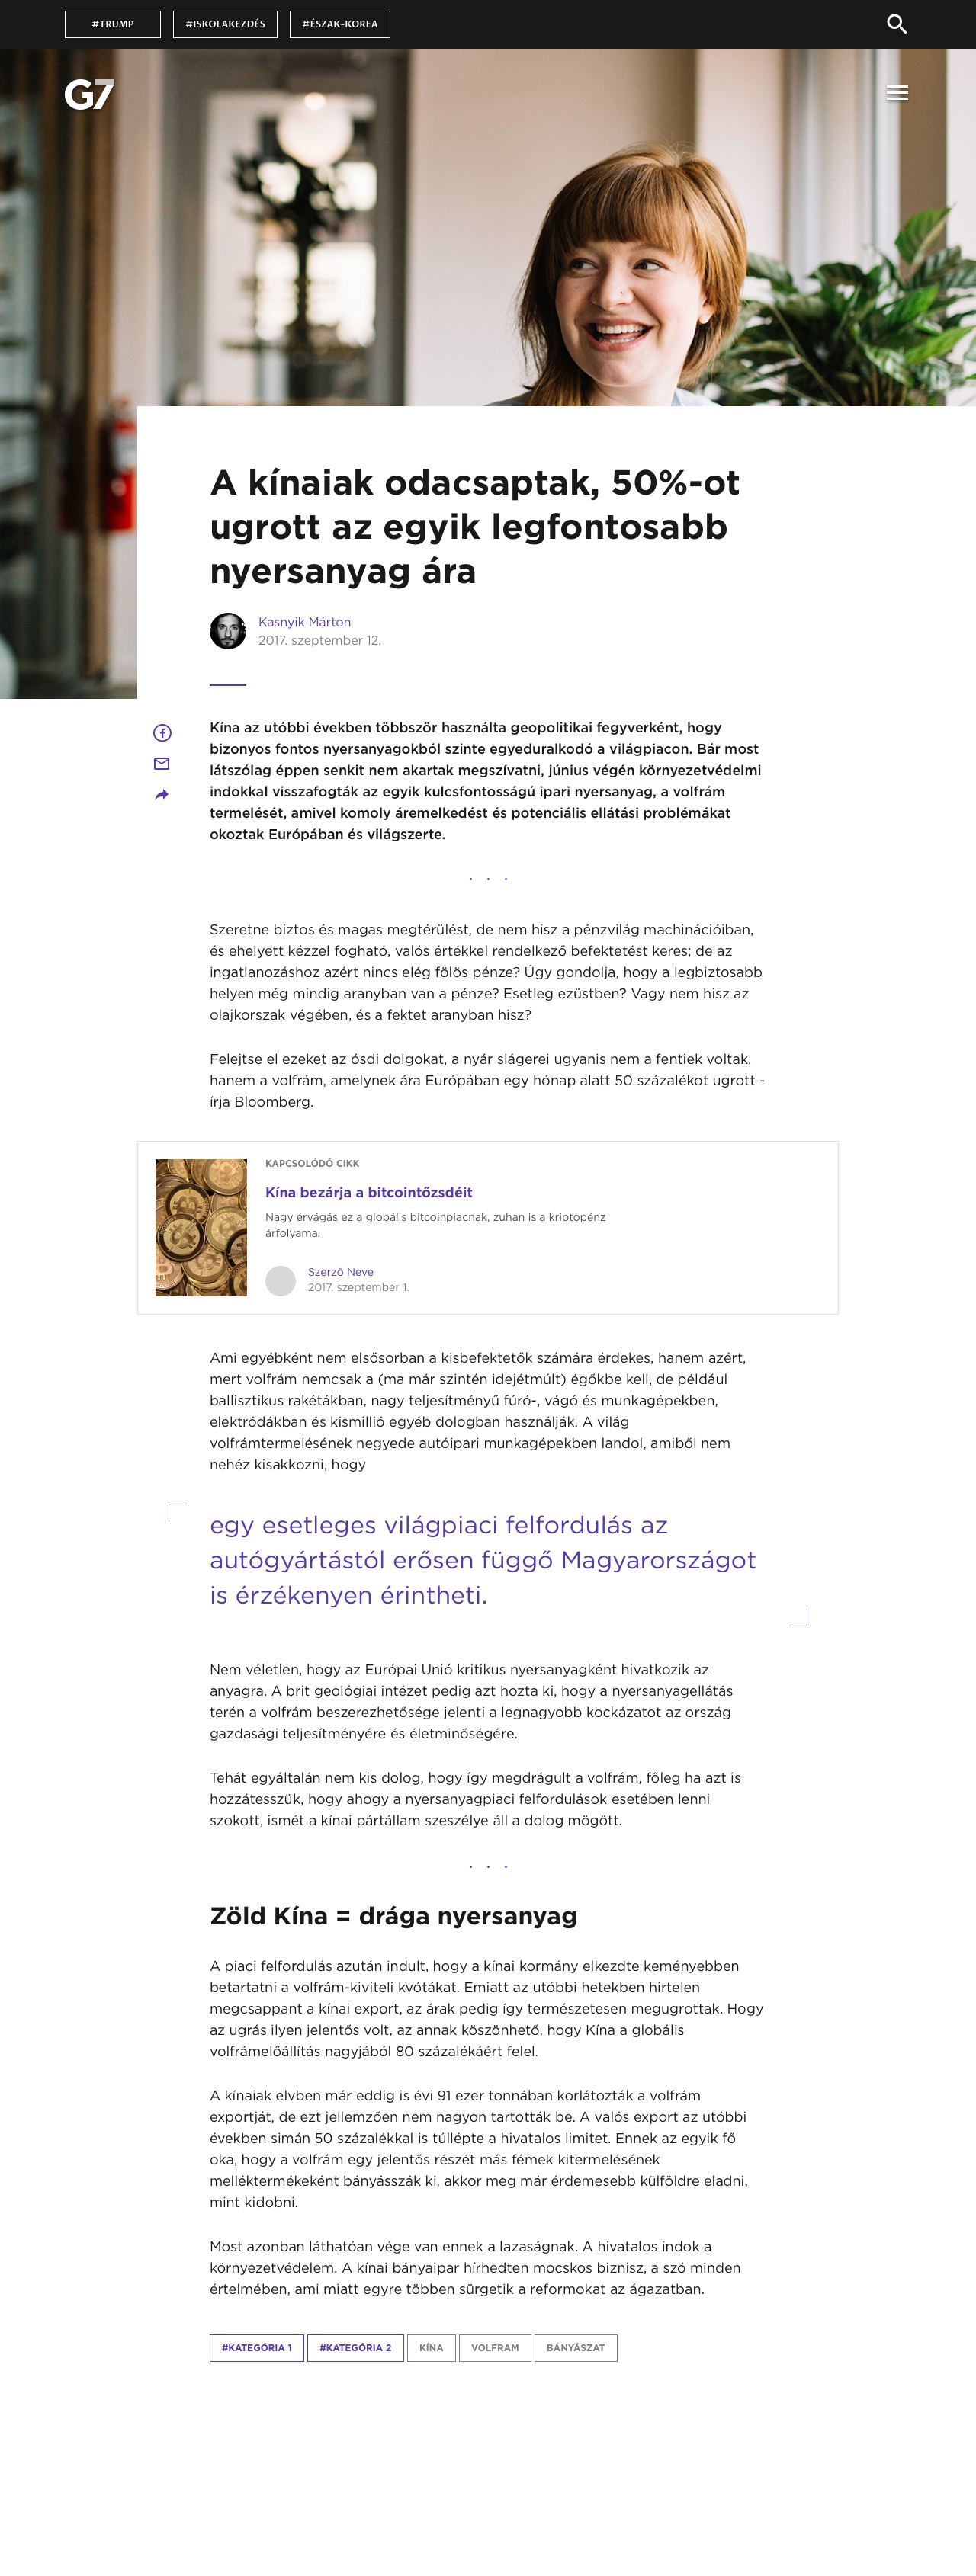 #TRUMP
#ISKOLAKEZDÉS
#ÉSZAK-KOREA
G7
A kínaiak odacsaptak, 50%-ot
ugrott az egyik legfontosabb
nyersanyag ára
Kasnyik Márton
2017. szeptember 12.
Kína az utóbbi években többször használta geopolitikai fegyverként, hogy
bizonyos fontos nyersanyagokból szinte egyeduralkodó a világpiacon. Bár most
látszólag éppen senkit nem akartak megszívatni, június végén környezetvédelmi
indokkal visszafogták az egyik kulcsfontosságú ipari nyersanyag, a volfrám
termelését, amivel komoly áremelkedést és potenciális ellátási problémákat
okoztak Európában és világszerte.
. . .
Szeretne biztos és magas megtérülést, de nem hisz a pénzvilág machinációiban,
és ehelyett kézzel fogható, valós értékkel rendelkező befektetést keres; de az
ingatlanozáshoz azért nincs elég fölös pénze? Úgy gondolja, hogy a legbiztosabb
helyen még mindig aranyban van a pénze? Esetleg ezüstben? Vagy nem hisz az
olajkorszak végében, és a fektet aranyban hisz?
Felejtse el ezeket az ósdi dolgokat, a nyár slágerei ugyanis nem a fentiek voltak,
hanem a volfrám, amelynek ára Európában egy hónap alatt 50 százalékot ugrott -
írja Bloomberg.
KAPCSOLÓDÓ CIKK
Kína bezárja a bitcointőzsdéit
Nagy érvágás ez a globális bitcoinpiacnak, zuhan is a kriptopénz
árfolyama.
Szerző Neve
2017. szeptember 1.
Ami egyébként nem elsősorban a kisbefektetők számára érdekes, hanem azért,
mert volfrám nemcsak a (ma már szintén idejétmúlt) égőkbe kell, de például
ballisztikus rakétákban, nagy teljesítményű fúró-, vágó és munkagépekben,
elektródákban és kismillió egyéb dologban használják. A világ
volfrámtermelésének negyede autóipari munkagépekben landol, amiből nem
nehéz kisakkozni, hogy
egy esetleges világpiaci felfordulás az
autógyártástól erősen függő Magyarországot
is érzékenyen érintheti.
Nem véletlen, hogy az Európai Unió kritikus nyersanyagként hivatkozik az
anyagra. A brit geológiai intézet pedig azt hozta ki, hogy a nyersanyagellátás
terén a volfrám beszerezhetősége jelenti a legnagyobb kockázatot az ország
gazdasági teljesítményére és életminőségére.
Tehát egyáltalán nem kis dolog, hogy így megdrágult a volfrám, főleg ha azt is
hozzátesszük, hogy ahogy a nyersanyagpiaci felfordulások esetében lenni
szokott, ismét a kínai pártállam szeszélye áll a dolog mögött.
. . .
Zöld Kína = drága nyersanyag
A piaci felfordulás azután indult, hogy a kínai kormány elkezdte keményebben
betartatni a volfrám-kiviteli kvótákat. Emiatt az utóbbi hetekben hirtelen
megcsappant a kínai export, az árak pedig így természetesen megugrottak. Hogy
az ugrás ilyen jelentős volt, az annak köszönhető, hogy Kína a globális
volfrámelőállítás nagyjából 80 százalékáért felel.
A kínaiak elvben már eddig is évi 91 ezer tonnában korlátozták a volfrám
exportját, de ezt jellemzően nem nagyon tartották be. A valós export az utóbbi
években simán 50 százalékkal is túllépte a hivatalos limitet. Ennek az egyik fő
oka, hogy a volfrám egy jelentős részét más fémek kitermelésének
melléktermékeként bányásszák ki, akkor meg már érdemesebb külföldre eladni,
mint kidobni.
Most azonban láthatóan vége van ennek a lazaságnak. A hivatalos indok a
környezetvédelem. A kínai bányaipar hírhedten mocskos biznisz, a szó minden
értelmében, ami miatt egyre többen sürgetik a reformokat az ágazatban.
#KATEGÓRIA 1
#KATEGÓRIA 2
KÍNA
VOLFRAM
BÁNYÁSZAT